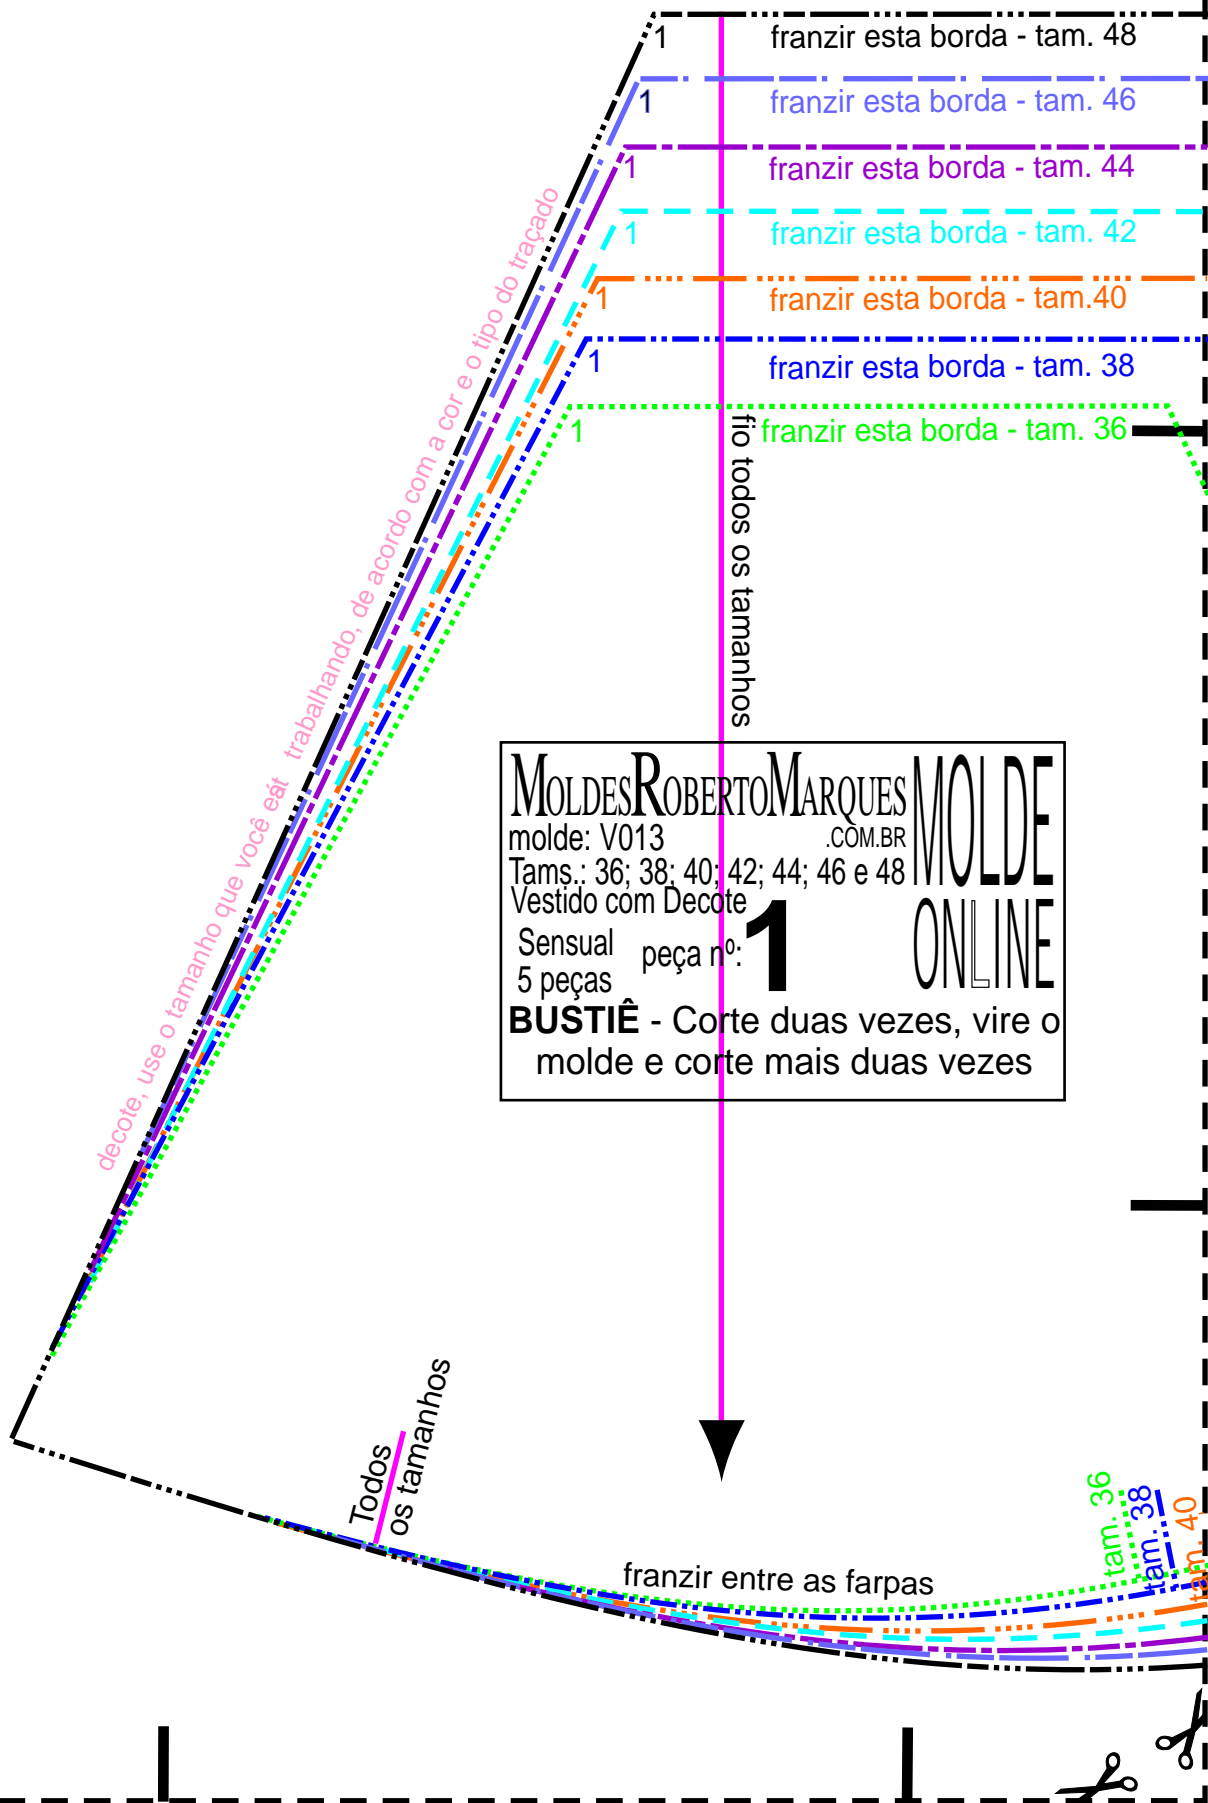 franzir esta borda - tam. 48
1
franzir esta borda - tam. 46
1
franzir esta borda - tam. 44
1
franzir esta borda - tam. 42
1
franzir esta borda - tam.40
1
franzir esta borda - tam. 38
1
franzir esta borda - tam. 36
1
decote, use o tamanho que você trabalhando, de acordo com a cor e o tipo do traçado
fio todos os tamanhos
MOLDESROBERTOMARQUES
.COM.BR
MOLDE
ONLINE
molde: V013
Tams.: 36; 38; 40; 42; 44; 46 e 48
Vestido com Decote
Sensual
5 peças
peça nº: 1
BUSTIÊ - Corte duas vezes, vire o
molde e corte mais duas vezes
Todos
os tamanhos
franzir entre as farpas
tam. 36
tam. 38
tam. 40